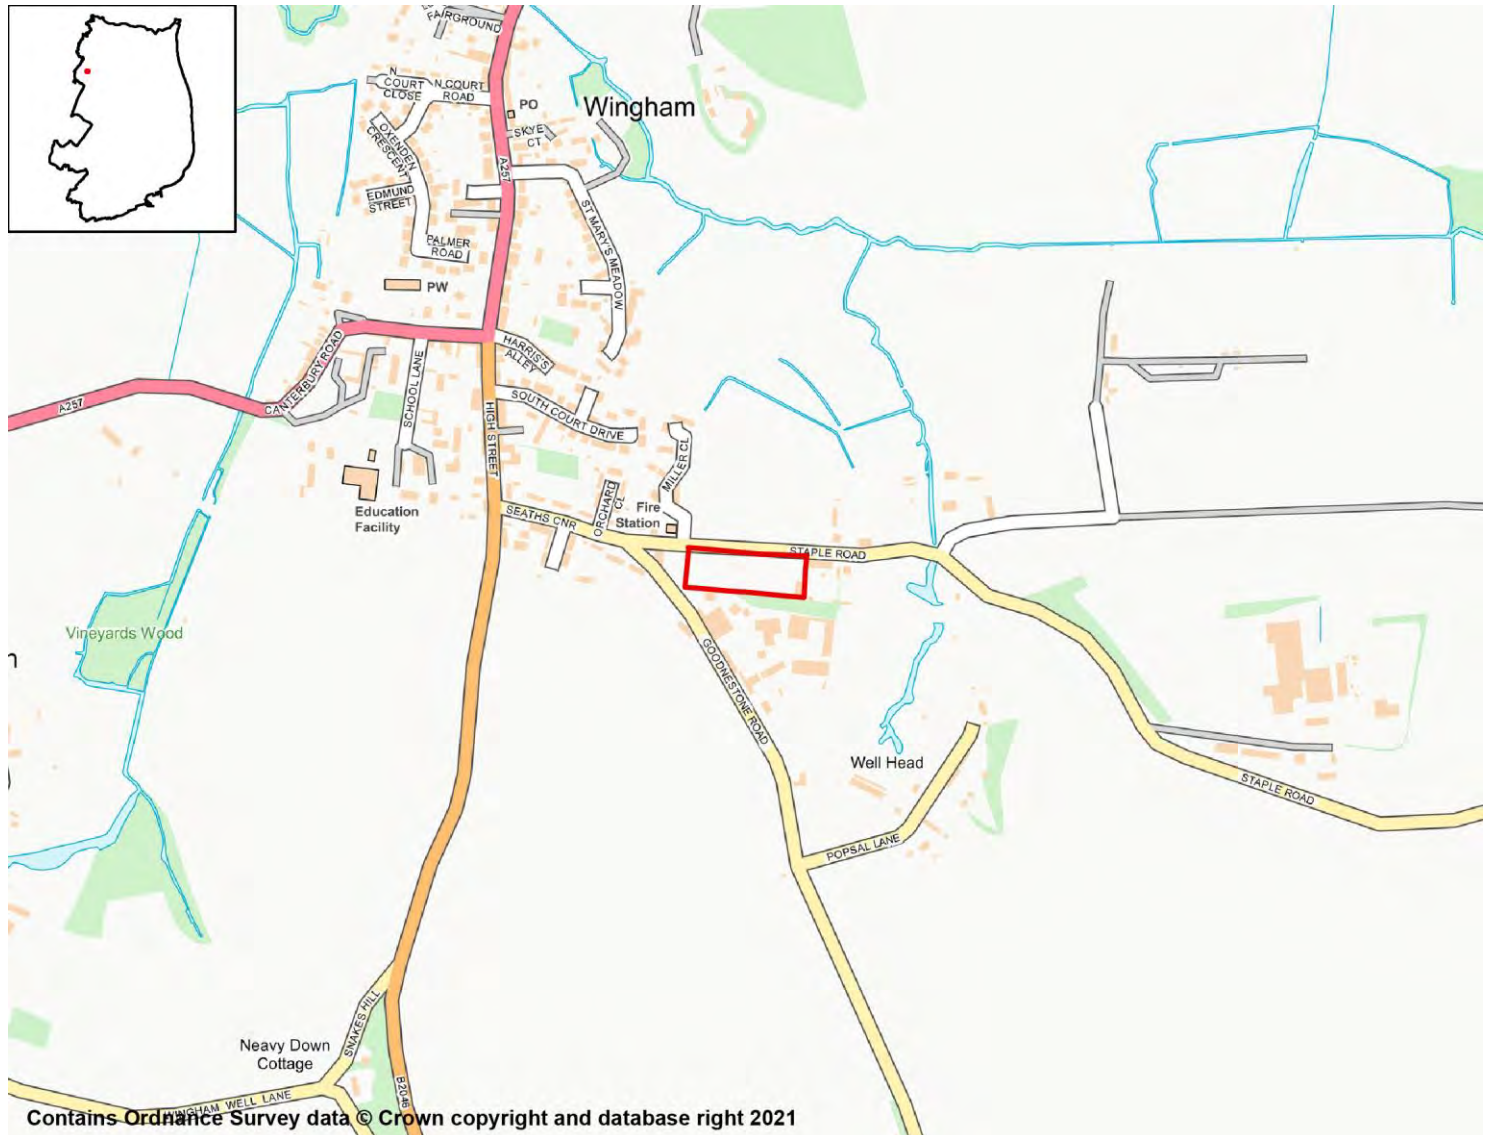 FAIRGROUND
N
COURT
CLOSE
N COURT
ROAD
PO
Wingham
SKYE
CT
OXENDEN
CRESCENT
A257
EDMUND
STREET
ST MARY'S MEADOW
PALMER
ROAD
PW
HARRIS'S
ALLEY
CANTERBURY ROAD
A257
SCHOOL LANE
HIGH STREET
SOUTH COURT DRIVE
MILLER CL
ORCHARD
CL
Education
Facility
SEATHS CNR
Fire
Station
STAPLE ROAD
Vineyards Wood
n
GOODNESTONE ROAD
Well Head
STAPLE ROAD
POPSAL LANE
SNAKES HILL
Neavy Down
Cottage
B2046
WINGHAM WELL LANE
Contains Ordnance Survey data © Crown copyright and database right 2021